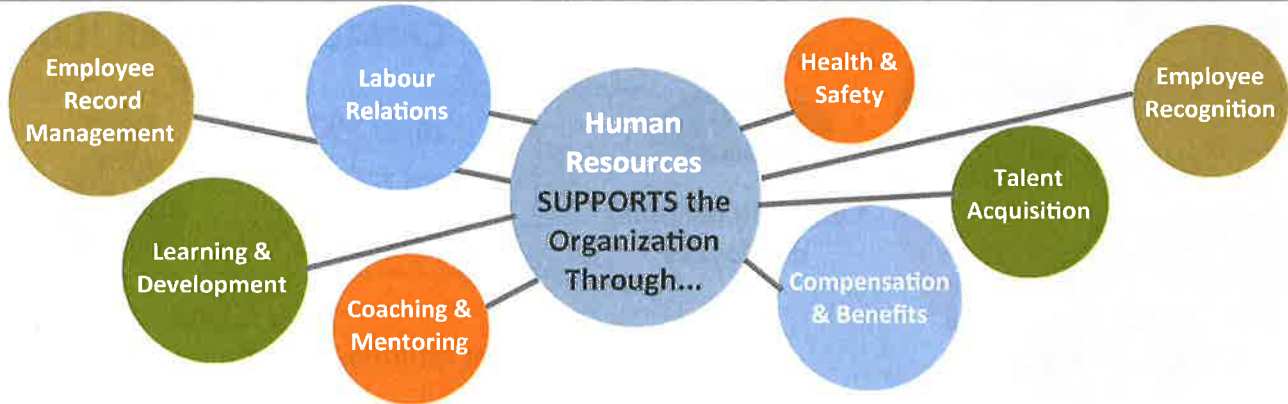 Employee
Record
Management
Labour
Relations
Learning &
Development
Coaching &
Mentoring
Human
Resources
SUPPORTS the
Organization
Through...
Health &
Safety
Employee
Recognition
Talent
Acquisition
Compensation
& Benefits